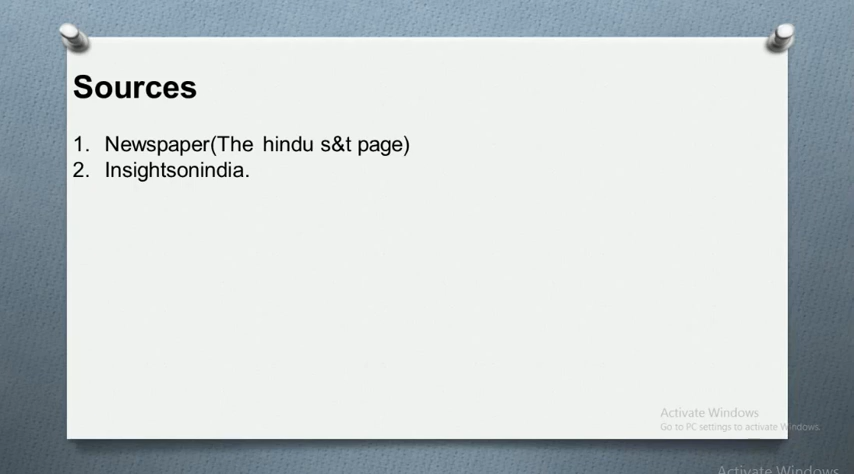 Sources
1. Newspaper(The hindu s&t page)
2. Insightsonindia.
Activate Windows
Go to PC settings to activate Windows.
Activate Windows